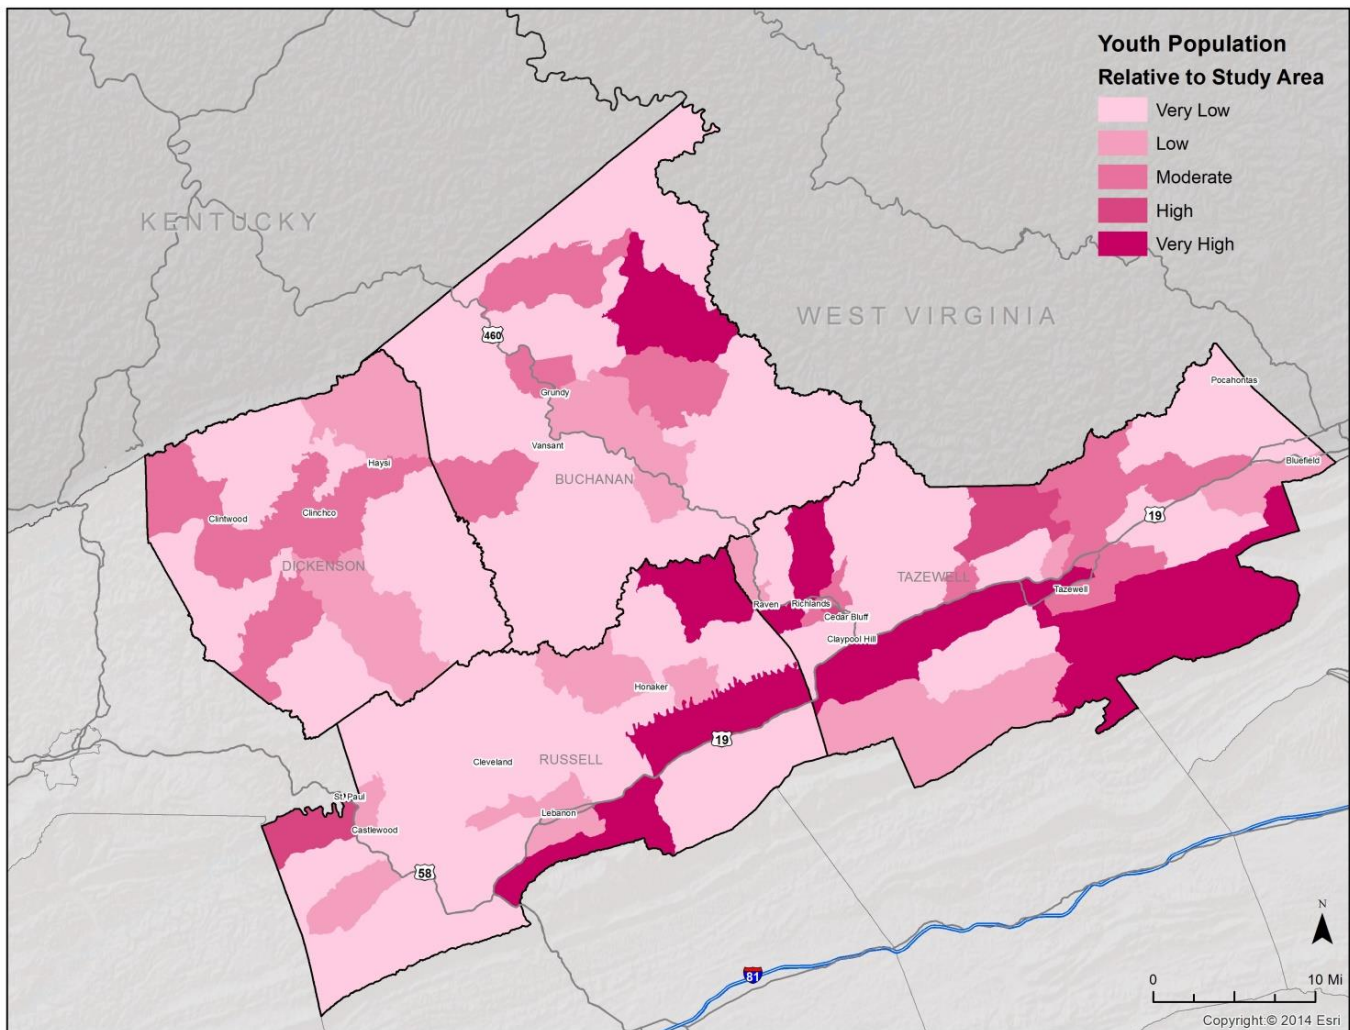 Youth Population
Relative to Study Area
Very Low
Low
Moderate
High
Very High
KENTUCKY
WEST VIRGINIA
460
Pocahontas
Grundy
Vansant
Haysi
Bluefield
BUCHANAN
Clintwood
Clinchco
19
DICKENSON
TAZEWELL
Tazewell
Raven
Richlands
Cedar Bluff
Claypool Hill
Honaker
19
Cleveland
RUSSELL
St. Paul
Lebanon
Castlewood
58
N
81
0
10 Mi
Copyright:© 2014 Esri